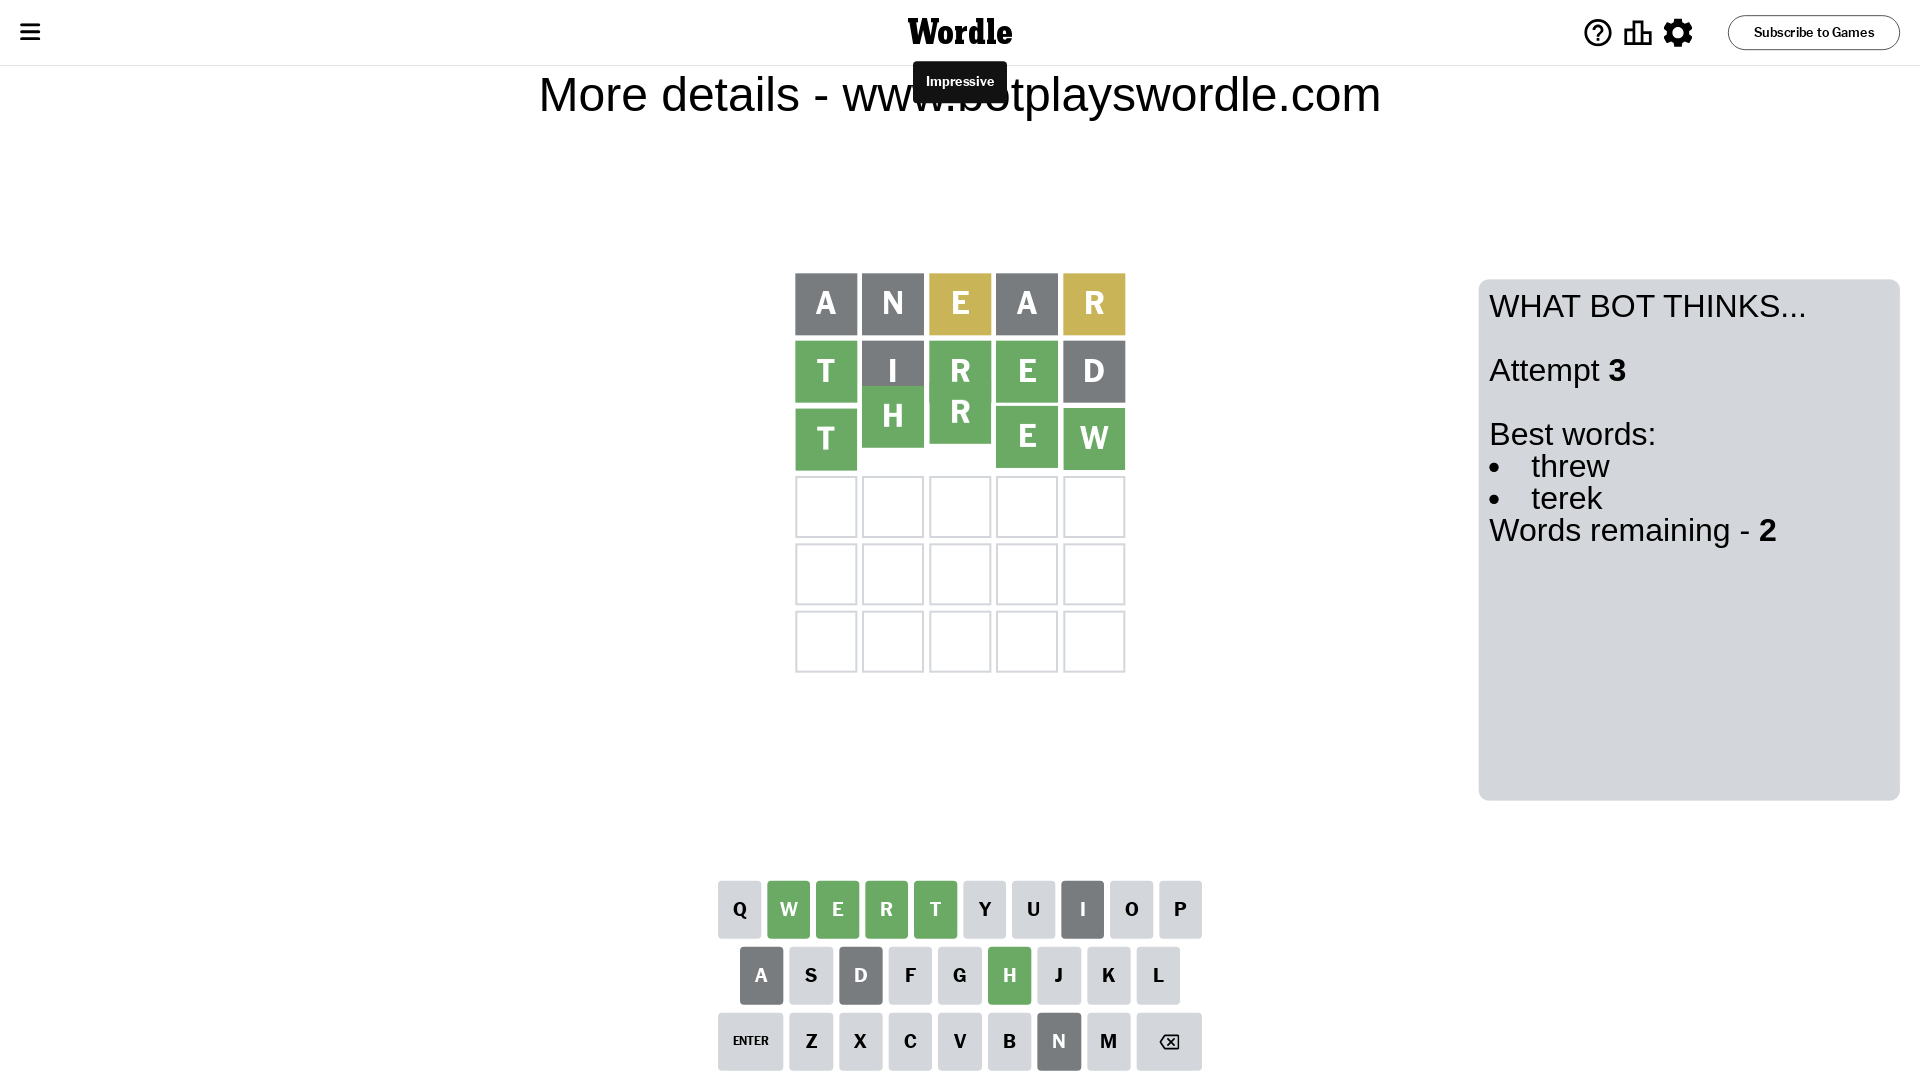 Wordle
Subscribe to Games
Impressive
More details - www.botplayswordle.com
A N E A R
T I R E D
T H R E W
WHAT BOT THINKS...
Attempt 3
Best words:
• threw
• terek
Words remaining - 2
Q W E R T Y U I O P
A S D F G H J K L
ENTER Z X C V B N M